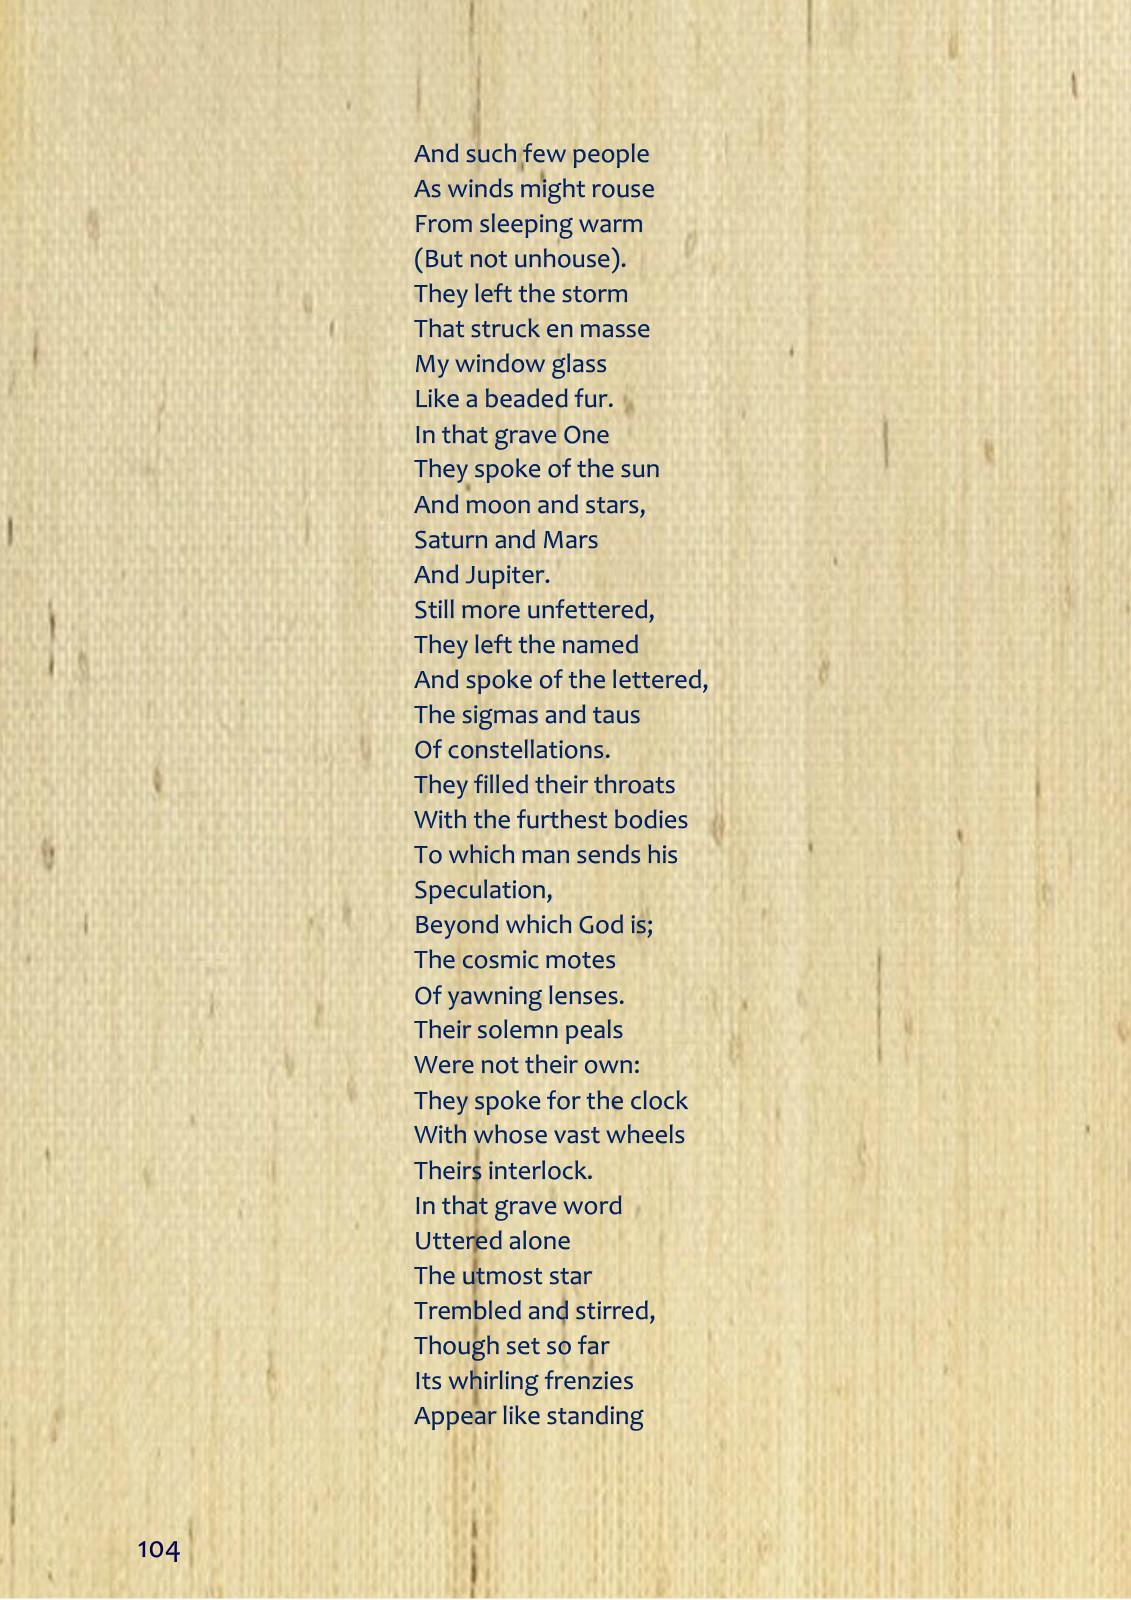 And such few people
As winds might rouse
From sleeping warm
(But not unhouse).
They left the storm
That struck en masse
My window glass
Like a beaded fur.
In that grave One
They spoke of the sun
And moon and stars,
Saturn and Mars
And Jupiter.
Still more unfettered,
They left the named
And spoke of the lettered,
The sigmas and taus
Of constellations.
They filled their throats
With the furthest bodies
To which man sends his
Speculation,
Beyond which God is;
The cosmic motes
Of yawning lenses.
Their solemn peals
Were not their own:
They spoke for the clock
With whose vast wheels
Theirs interlock.
In that grave word
Uttered alone
The utmost star
Trembled and stirred,
Though set so far
Its whirling frenzies
Appear like standing
104